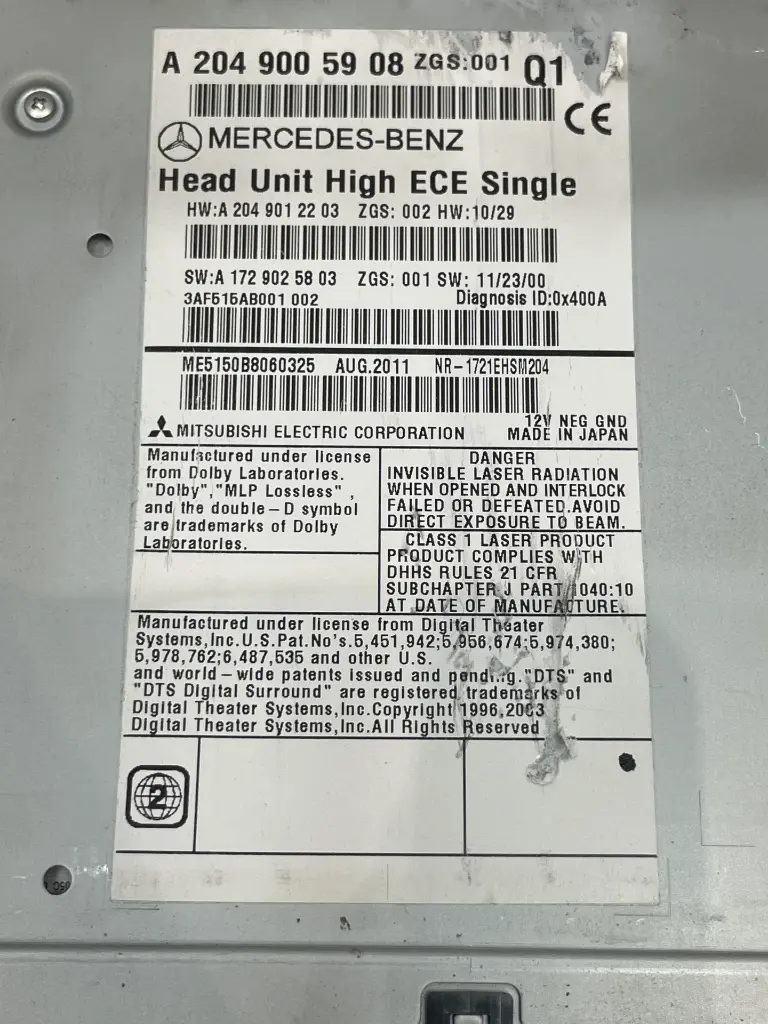 A 204 900 59 08 ZGS:001 Q1
CE
MERCEDES-BENZ
Head Unit High ECE Single
HW:A 204 901 22 03 ZGS: 002 HW:10/29
SW:A 172 902 58 03 ZGS: 001 SW: 11/23/00
3AF515AB001 002 Diagnosis ID:0x400A
ME5150B8060325 AUG.2011 NR-1721EHSM204
12V NEG GND
MITSUBISHI ELECTRIC CORPORATION MADE IN JAPAN
Manufactured under license
from Dolby Laboratories.
"Dolby","MLP Lossless",
and the double-D symbol
are trademarks of Dolby
Laboratories.
DANGER
INVISIBLE LASER RADIATION
WHEN OPENED AND INTERLOCK
FAILED OR DEFEATED.AVOID
DIRECT EXPOSURE TO BEAM.
CLASS 1 LASER PRODUCT
PRODUCT COMPLIES WITH
DHHS RULES 21 CFR
SUBCHAPTER J PART 1040:10
AT DATE OF MANUFACTURE.
Manufactured under license from Digital Theater
Systems,Inc.U.S.Pat.No's.5,451,942;5,956,674;5,974,380;
5,978,762;6,487,535 and other U.S.
and world-wide patents issued and pending."DTS" and
"DTS Digital Surround" are registered trademarks of
Digital Theater Systems,Inc.Copyright 1996,2003
Digital Theater Systems,Inc.All Rights Reserved
2